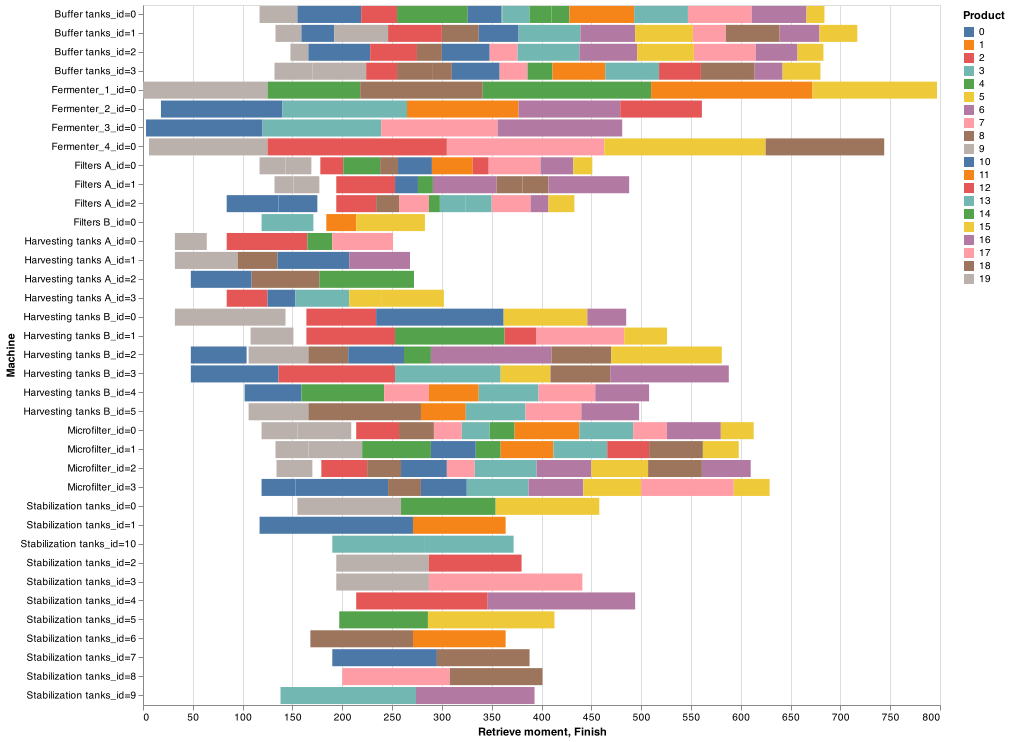 Buffer tanks_id=0
Buffer tanks_id=1
Buffer tanks_id=2
Buffer tanks_id=3
Fermenter_1_id=0
Fermenter_2_id=0
Fermenter_3_id=0
Fermenter_4_id=0
Filters A_id=0
Filters A_id=1
Filters A_id=2
Filters B_id=0
Harvesting tanks A_id=0
Harvesting tanks A_id=1
Harvesting tanks A_id=2
Harvesting tanks A_id=3
Harvesting tanks B_id=0
Harvesting tanks B_id=1
Harvesting tanks B_id=2
Harvesting tanks B_id=3
Harvesting tanks B_id=4
Harvesting tanks B_id=5
Microfilter_id=0
Microfilter_id=1
Microfilter_id=2
Microfilter_id=3
Stabilization tanks_id=0
Stabilization tanks_id=1
Stabilization tanks_id=10
Stabilization tanks_id=2
Stabilization tanks_id=3
Stabilization tanks_id=4
Stabilization tanks_id=5
Stabilization tanks_id=6
Stabilization tanks_id=7
Stabilization tanks_id=8
Stabilization tanks_id=9
Machine
0 50 100 150 200 250 300 350 400 450 500 550 600 650 700 750 800
Retrieve moment, Finish
Product
0
1
2
3
4
5
6
7
8
9
10
11
12
13
14
15
16
17
18
19